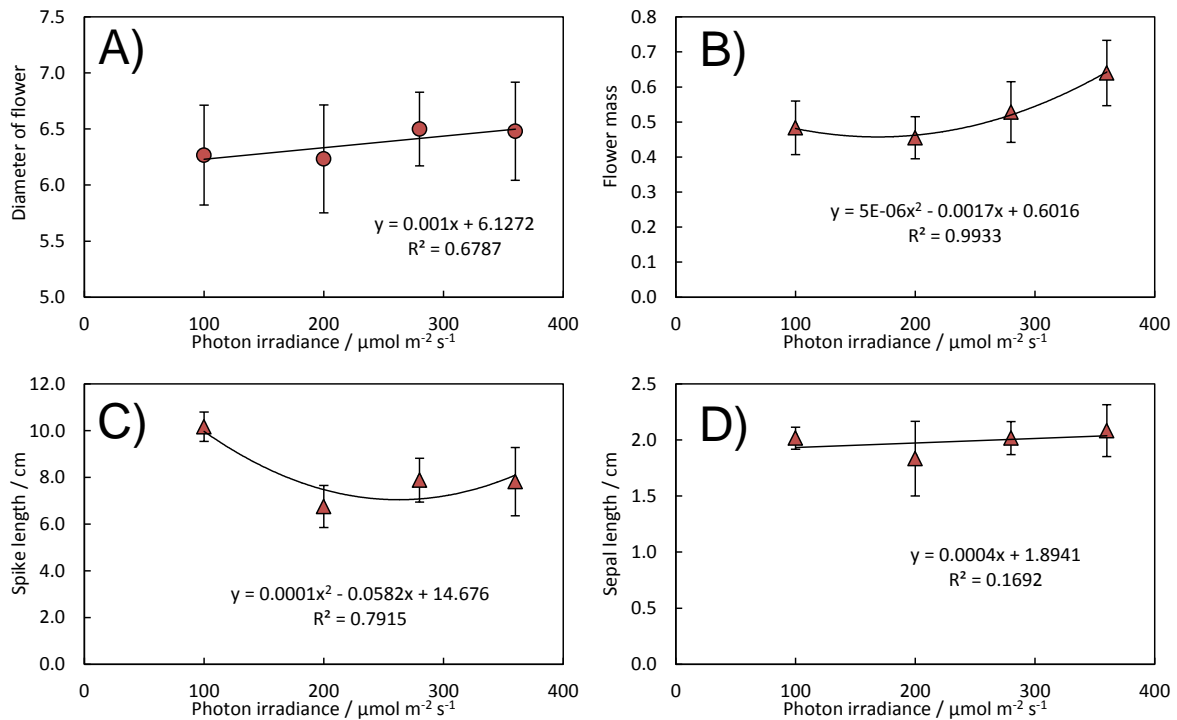 A)
Diameter of flower
7.5
7.0
6.5
6.0
5.5
5.0
y = 0.001x + 6.1272
R² = 0.6787
0 100 200 300 400
Photon irradiance / µmol m⁻² s⁻¹
B)
Flower mass
0.8
0.7
0.6
0.5
0.4
0.3
0.2
0.1
0.0
y = 5E-06x² - 0.0017x + 0.6016
R² = 0.9933
0 100 200 300 400
Photon irradiance / µmol m⁻² s⁻¹
C)
Spike length / cm
12.0
10.0
8.0
6.0
4.0
2.0
0.0
y = 0.0001x² - 0.0582x + 14.676
R² = 0.7915
0 100 200 300 400
Photon irradiance / µmol m⁻² s⁻¹
D)
Sepal length / cm
2.5
2.0
1.5
1.0
0.5
0.0
y = 0.0004x + 1.8941
R² = 0.1692
0 100 200 300 400
Photon irradiance / µmol m⁻² s⁻¹